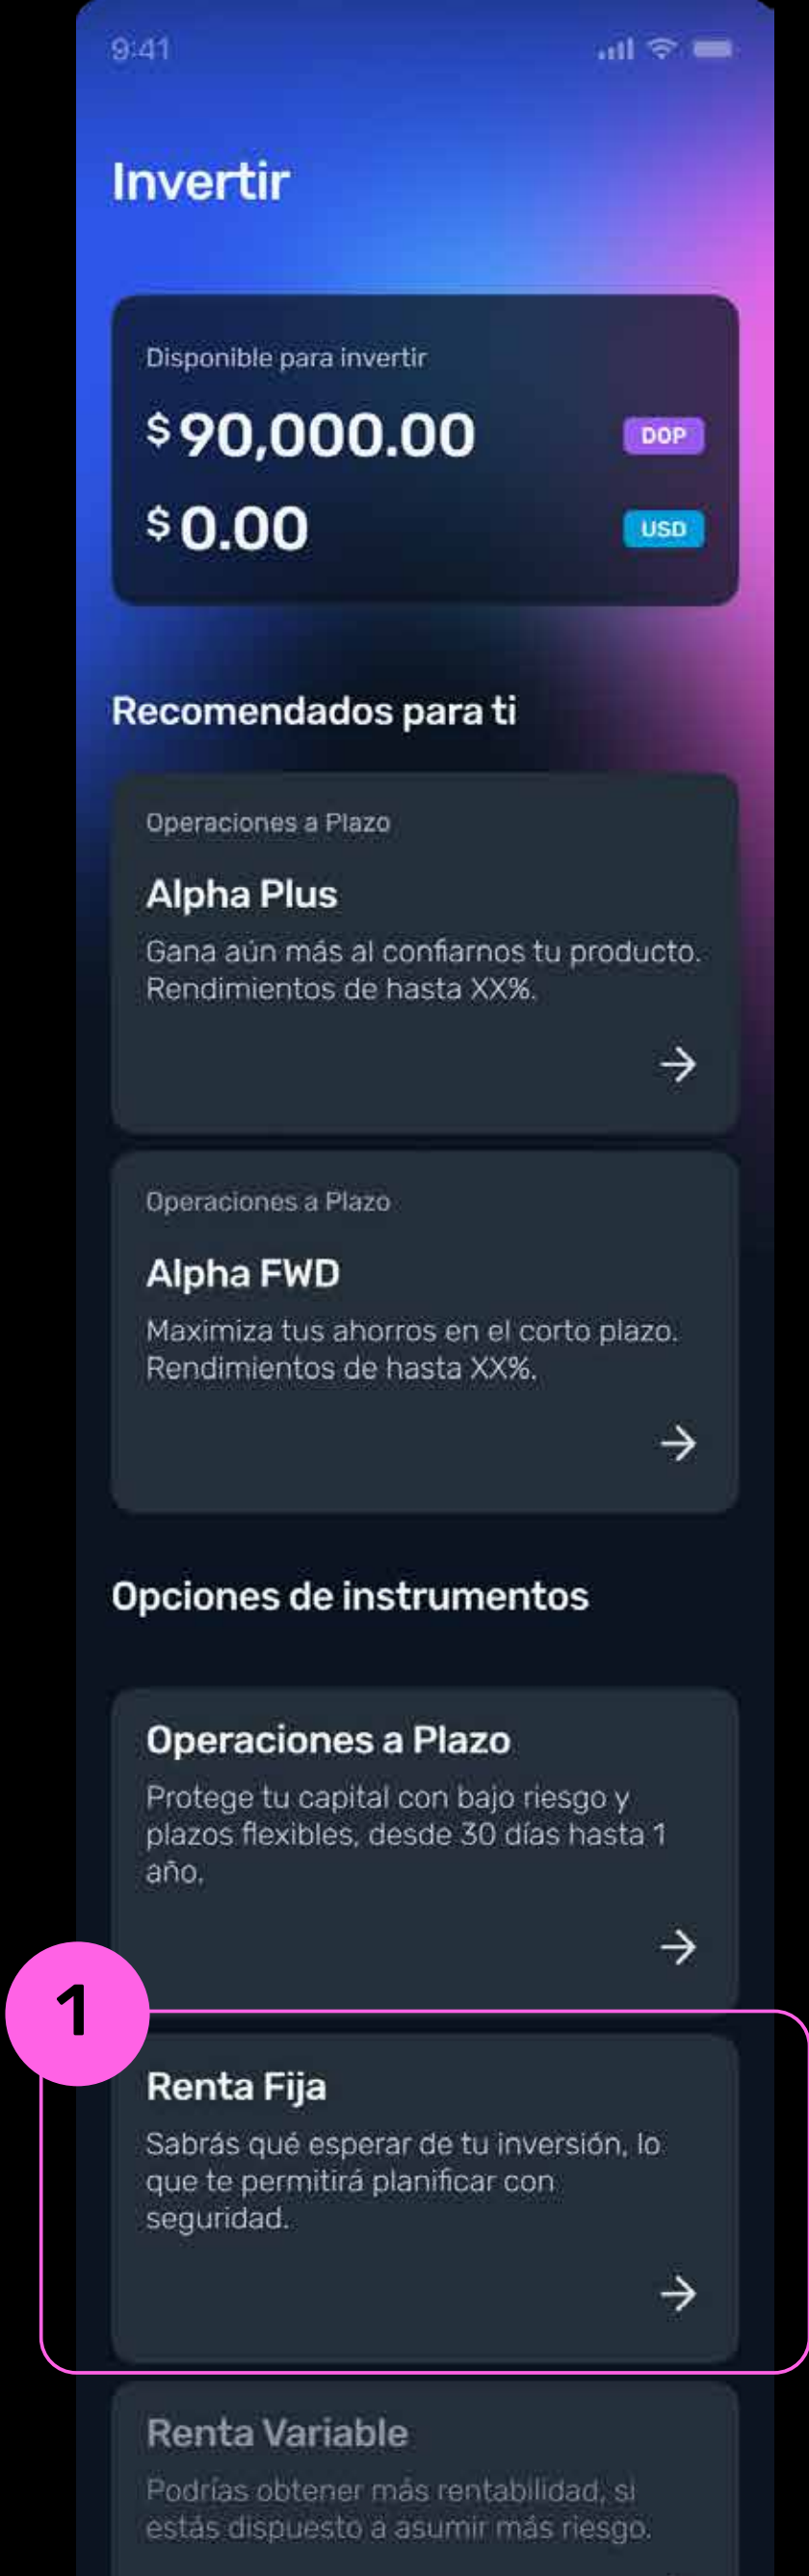 9:41
Invertir
Disponible para invertir
$ 90,000.00 DOP
$ 0.00 USD
Recomendados para ti
Operaciones a Plazo
Alpha Plus
Gana aún más al confiarnos tu producto.
Rendimientos de hasta XX%.
Operaciones a Plazo
Alpha FWD
Maximiza tus ahorros en el corto plazo.
Rendimientos de hasta XX%.
Opciones de instrumentos
Operaciones a Plazo
Protege tu capital con bajo riesgo y
plazos flexibles, desde 30 días hasta 1
año.
1
Renta Fija
Sabrás qué esperar de tu inversión, lo
que te permitirá planificar con
seguridad.
Renta Variable
Podrías obtener más rentabilidad, si
estás dispuesto a asumir más riesgo.